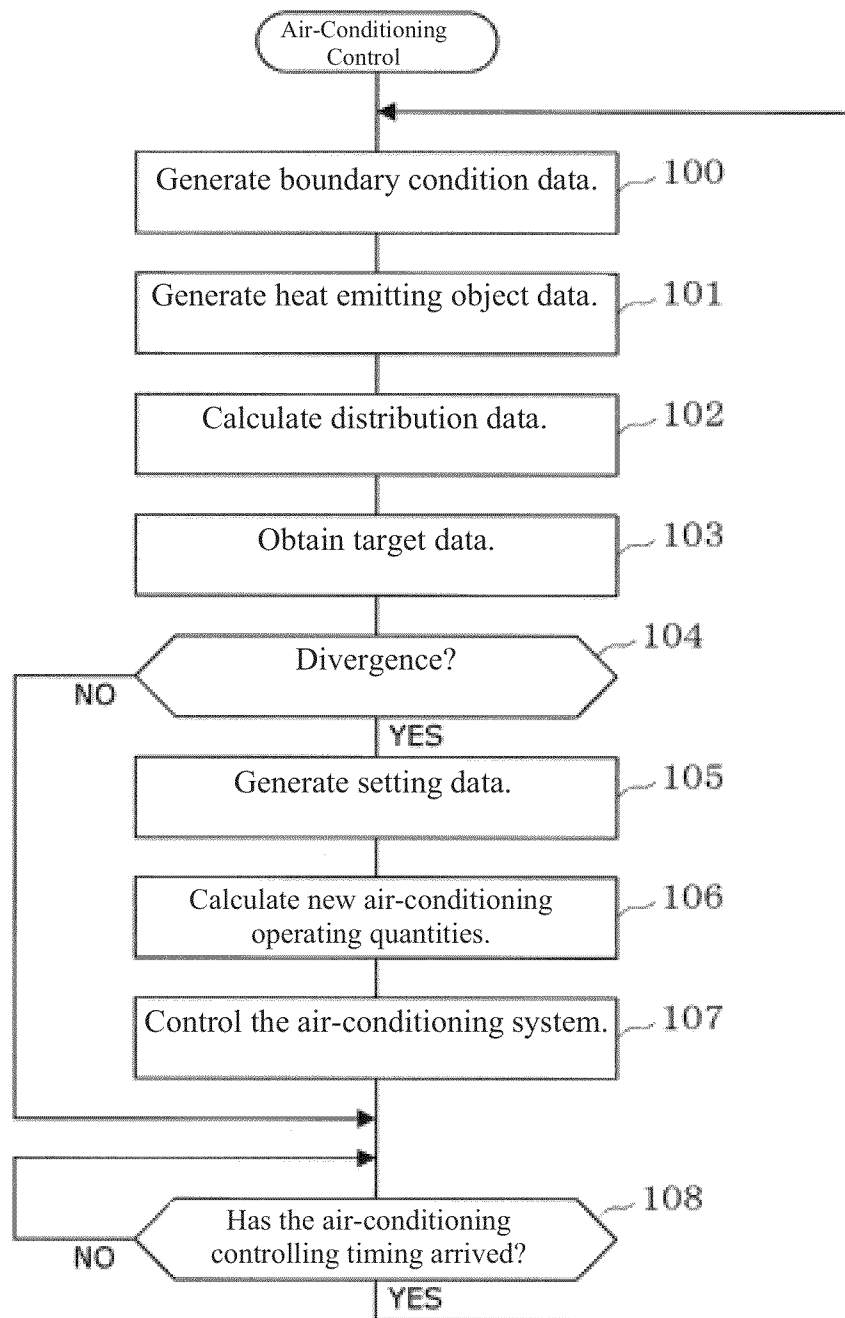 Air-Conditioning
Control
Generate boundary condition data.
100
Generate heat emitting object data.
101
Calculate distribution data.
102
Obtain target data.
103
Divergence?
104
NO
YES
Generate setting data.
105
Calculate new air-conditioning
operating quantities.
106
Control the air-conditioning system.
107
Has the air-conditioning
controlling timing arrived?
108
NO
YES